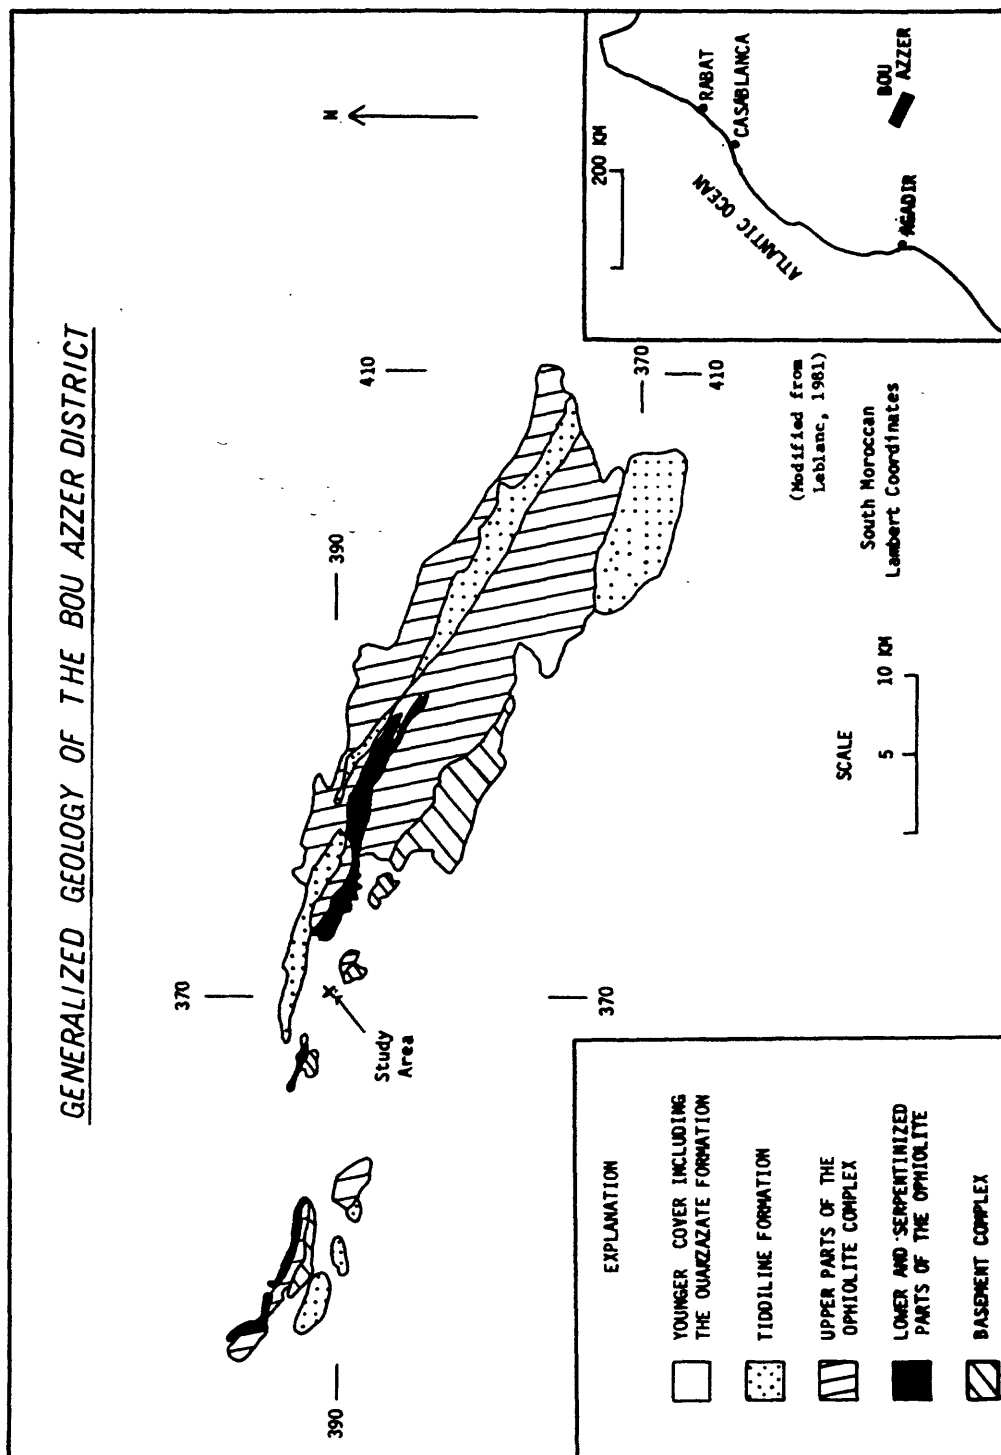 GENERALIZED GEOLOGY OF THE BOU AZZER DISTRICT
N
370
390
410
Study
Area
390
370
370
410
(Modified from
Leblanc, 1981)
South Moroccan
Lambert Coordinates
SCALE
5
10 KM
EXPLANATION
YOUNGER COVER INCLUDING
THE OUARZAZATE FORMATION
TIDDILINE FORMATION
UPPER PARTS OF THE
OPHIOLITE COMPLEX
LOWER AND SERPENTINIZED
PARTS OF THE OPHIOLITE
BASEMENT COMPLEX
200 KM
RABAT
CASABLANCA
ATLANTIC OCEAN
AGADIR
BOU
AZZER